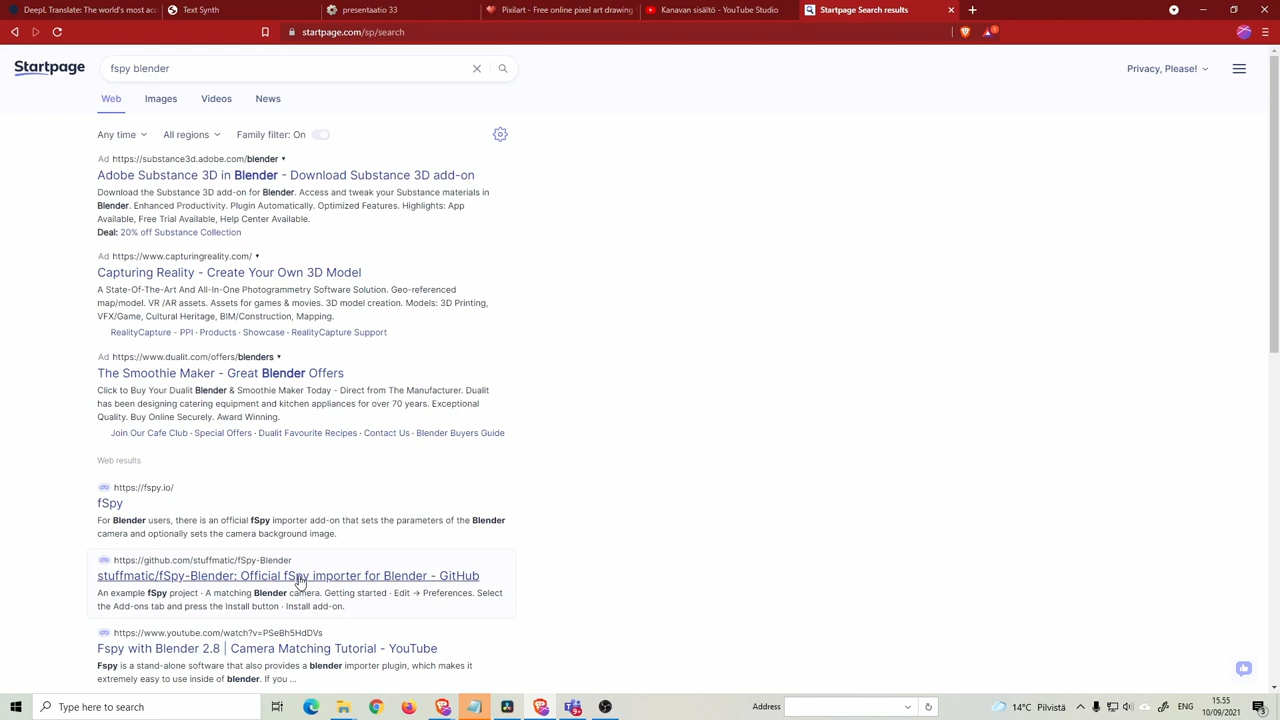 DeepL Translate: The world's most acc
Text Synth
presentaatio 33
Pixilart - Free online pixel art drawing
Kanavan sisältö - YouTube Studio
Startpage Search results
startpage.com/sp/search
Startpage
fspy blender
Privacy, Please!
Web
Images
Videos
News
Any time
All regions
Family filter: On
Ad https://substance3d.adobe.com/blender
Adobe Substance 3D in Blender - Download Substance 3D add-on
Download the Substance 3D add-on for Blender. Access and tweak your Substance materials in
Blender. Enhanced Productivity. Plugin Automatically. Optimized Features. Highlights: App
Available, Free Trial Available, Help Center Available.
Deal: 20% off Substance Collection
Ad https://www.capturingreality.com/
Capturing Reality - Create Your Own 3D Model
A State-Of-The-Art And All-In-One Photogrammetry Software Solution. Geo-referenced
map/model. VR /AR assets. Assets for games & movies. 3D model creation. Models: 3D Printing,
VFX/Game, Cultural Heritage, BIM/Construction, Mapping.
RealityCapture - PPI · Products · Showcase · RealityCapture Support
Ad https://www.dualit.com/offers/blenders
The Smoothie Maker - Great Blender Offers
Click to Buy Your Dualit Blender & Smoothie Maker Today - Direct from The Manufacturer. Dualit
has been designing catering equipment and kitchen appliances for over 70 years. Exceptional
Quality. Buy Online Securely. Award Winning.
Join Our Cafe Club · Special Offers · Dualit Favourite Recipes · Contact Us · Blender Buyers Guide
Web results
https://fspy.io/
fSpy
For Blender users, there is an official fSpy importer add-on that sets the parameters of the Blender
camera and optionally sets the camera background image.
https://github.com/stuffmatic/fSpy-Blender
stuffmatic/fSpy-Blender: Official fSpy importer for Blender - GitHub
An example fSpy project · A matching Blender camera. Getting started · Edit → Preferences. Select
the Add-ons tab and press the Install button · Install add-on.
https://www.youtube.com/watch?v=PSeBh5HdDVs
Fspy with Blender 2.8 | Camera Matching Tutorial - YouTube
Fspy is a stand-alone software that also provides a blender importer plugin, which makes it
extremely easy to use inside of blender. If you ...
Type here to search
9+
Address
14°C Pilvistä
ENG
15.55
10/09/2021